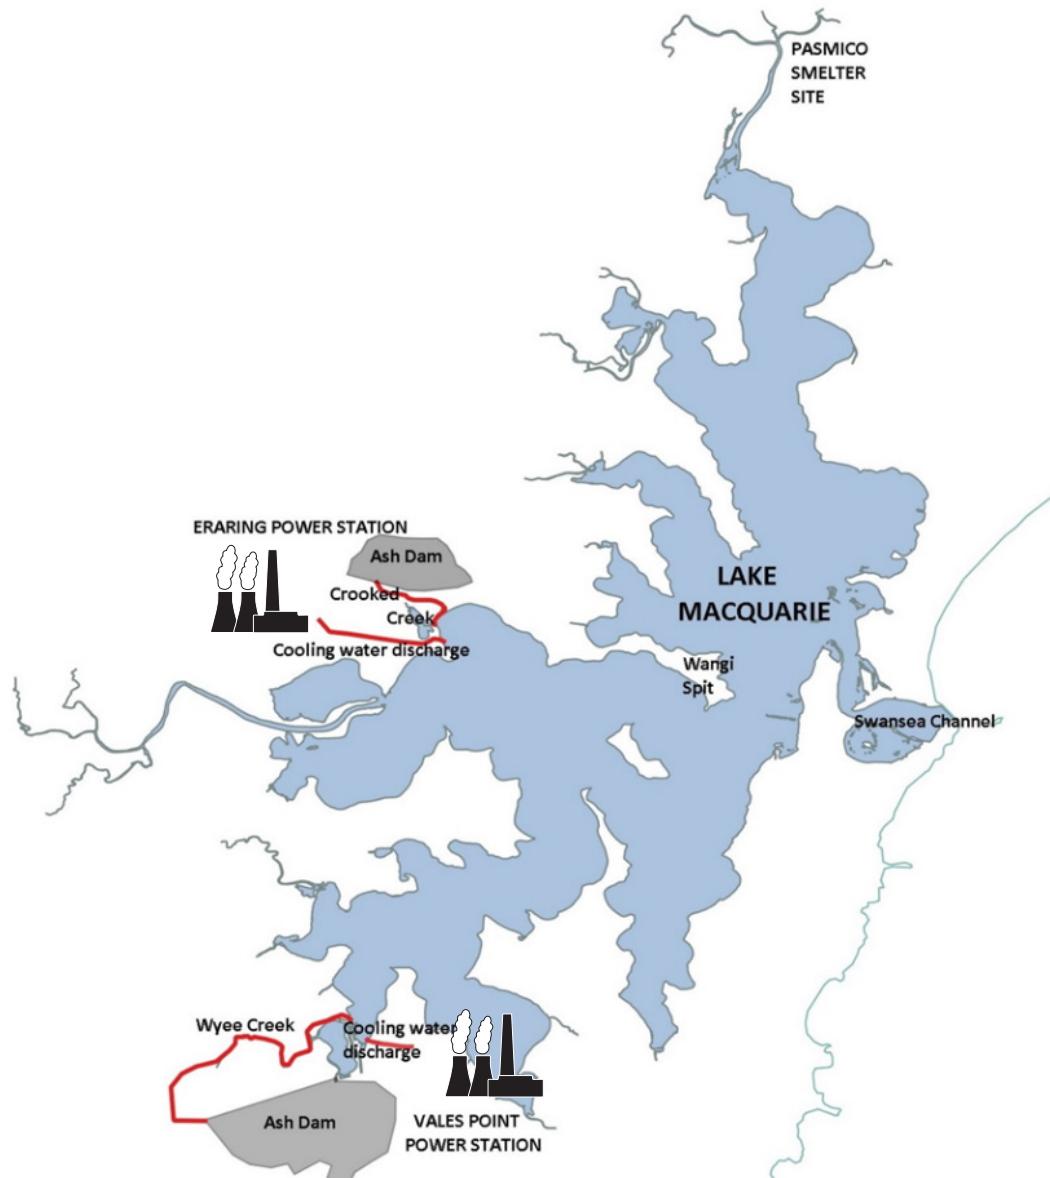 PASMICO
SMELTER
SITE
ERARING POWER STATION
Ash Dam
Crooked
Creek
Cooling water discharge
LAKE
MACQUARIE
Wangi
Spit
Swansea Channel
Wyee Creek
Cooling water
discharge
Ash Dam
VALES POINT
POWER STATION